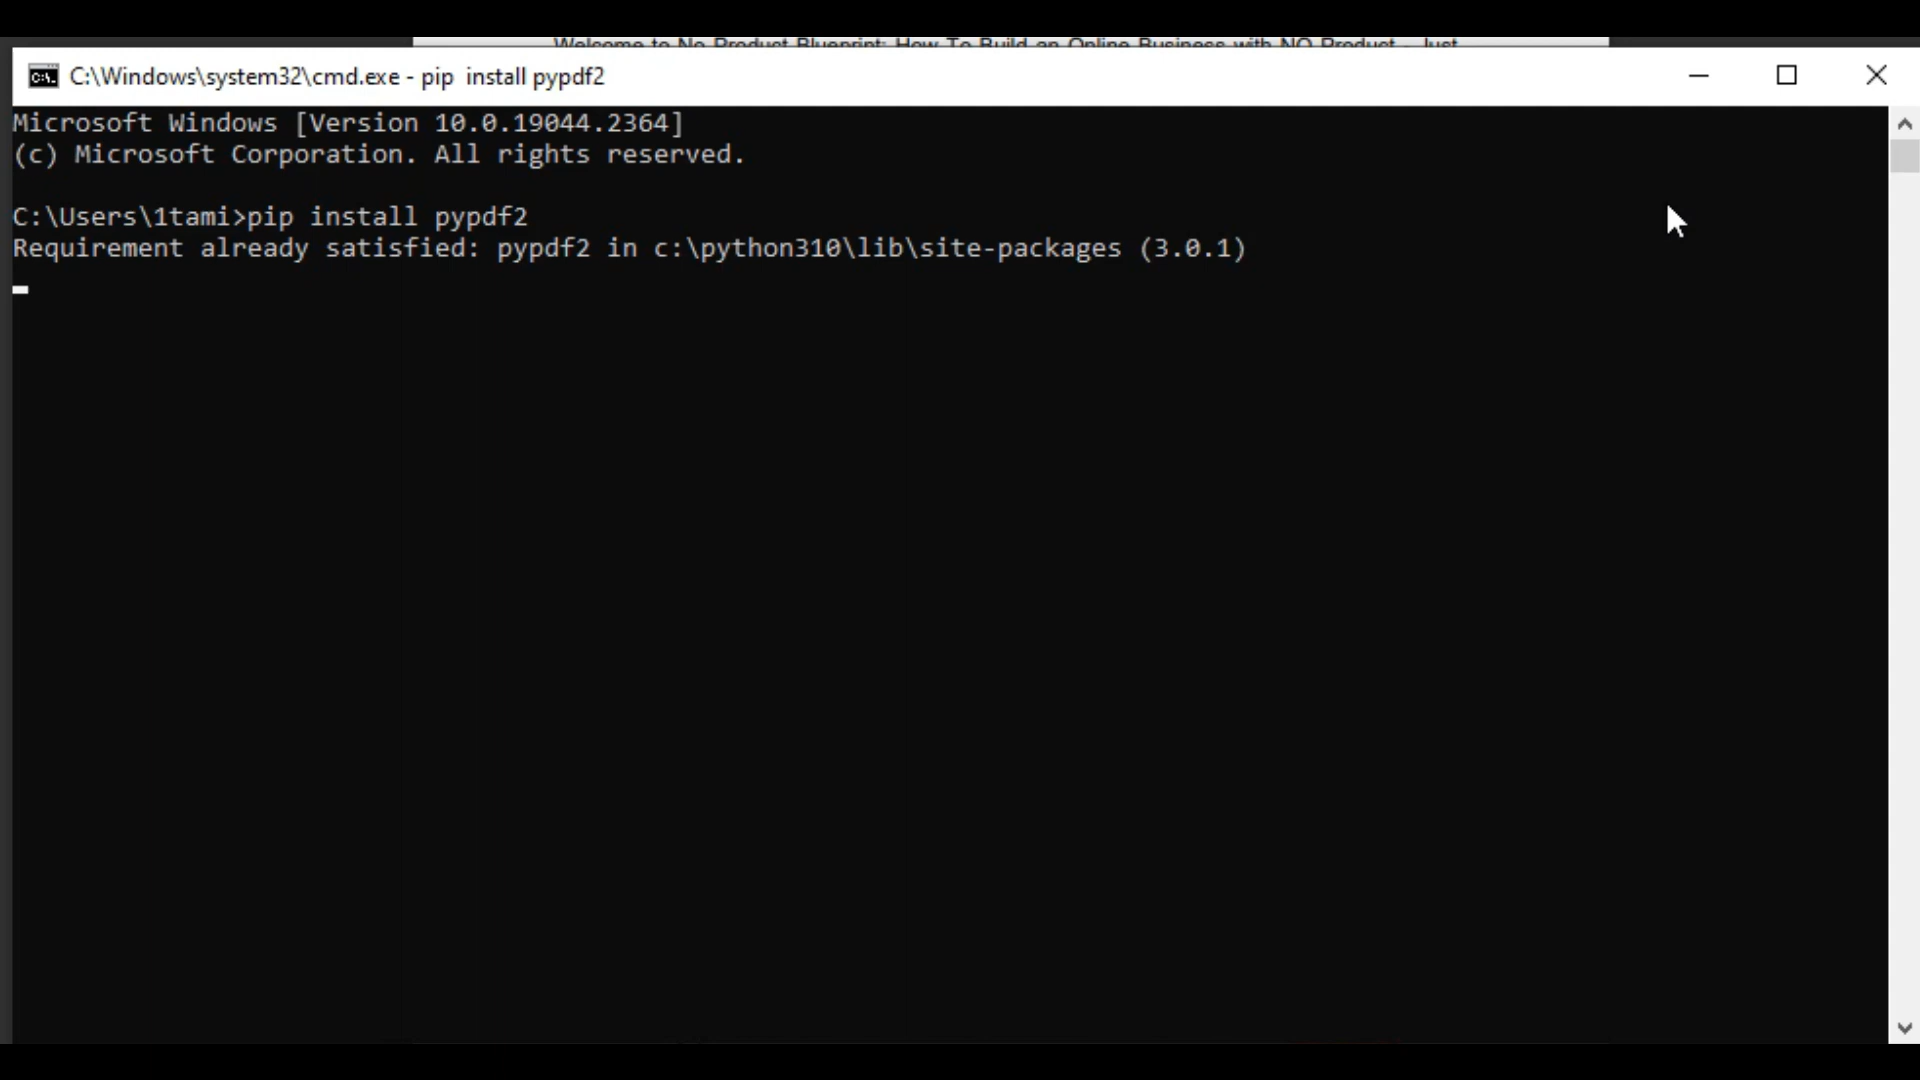 Welcome to No Product Blueprint: How To Build an Online Business with NO Product - Just
C:\Windows\system32\cmd.exe - pip  install pypdf2
Microsoft Windows [Version 10.0.19044.2364]
(c) Microsoft Corporation. All rights reserved.
C:\Users\1tami>pip install pypdf2
Requirement already satisfied: pypdf2 in c:\python310\lib\site-packages (3.0.1)